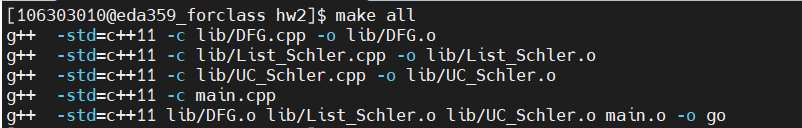 [106303010@eda359_forclass hw2]$ make all
g++  -std=c++11 -c lib/DFG.cpp -o lib/DFG.o
g++  -std=c++11 -c lib/List_Schler.cpp -o lib/List_Schler.o
g++  -std=c++11 -c lib/UC_Schler.cpp -o lib/UC_Schler.o
g++  -std=c++11 -c main.cpp
g++  -std=c++11 lib/DFG.o lib/List_Schler.o lib/UC_Schler.o main.o -o go